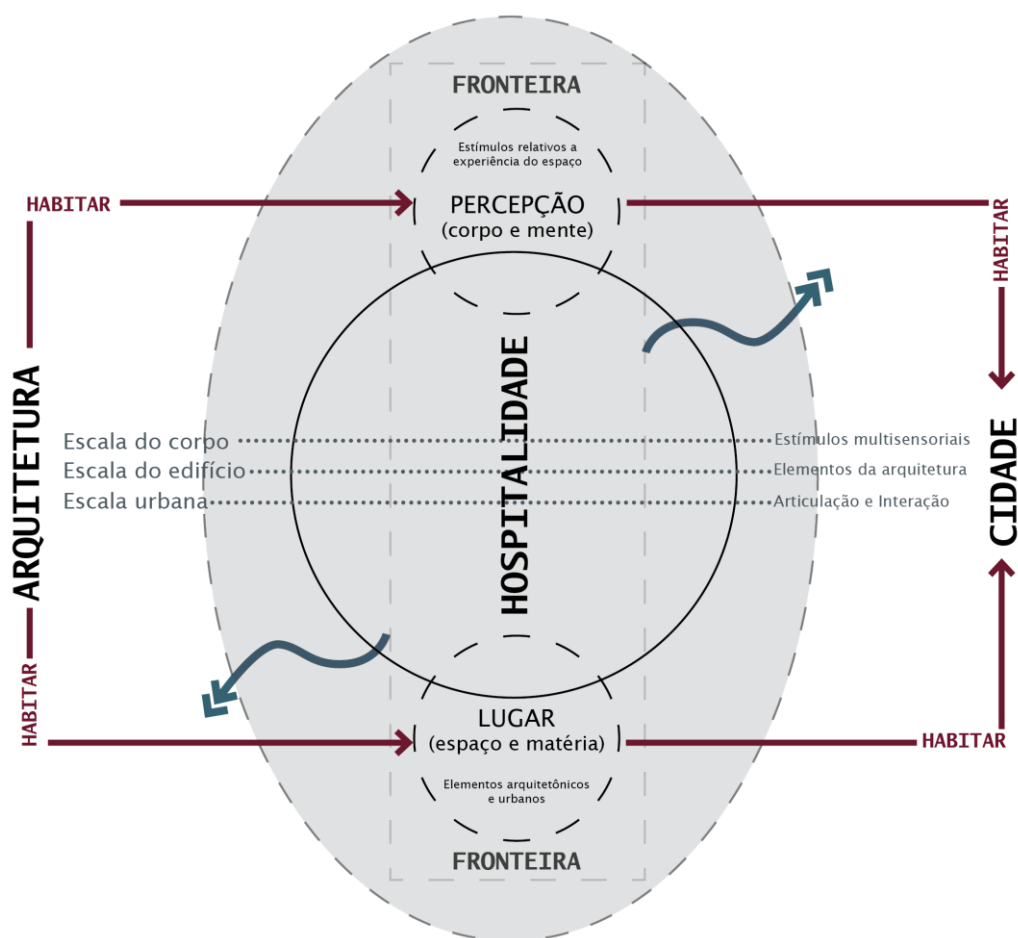 FRONTEIRA
Estímulos relativos a
experiência do espaço
HABITAR
PERCEPÇÃO
(corpo e mente)
HABITAR
ARQUITETURA
HOSPITALIDADE
CIDADE
Escala do corpo
Estímulos multisensoriais
Escala do edifício
Elementos da arquitetura
Escala urbana
Articulação e Interação
HABITAR
LUGAR
(espaço e matéria)
HABITAR
Elementos arquitetônicos
e urbanos
FRONTEIRA